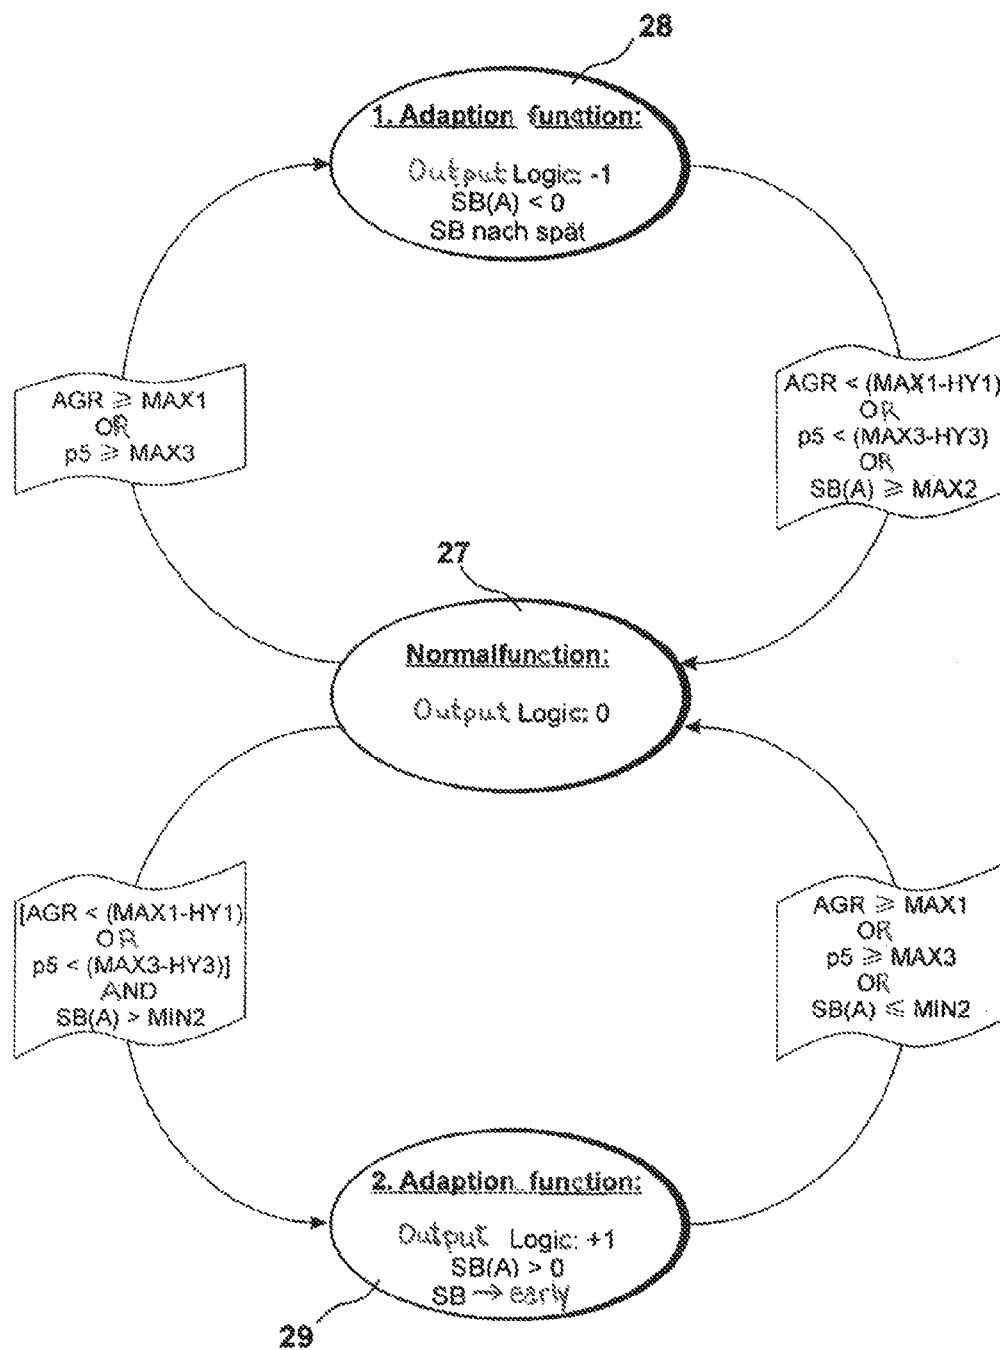 28
1. Adaption function:
Output Logic: -1
SB(A) < 0
SB nach spät
AGR ⩾ MAX1
OR
p5 ⩾ MAX3
AGR < (MAX1-HY1)
OR
p5 < (MAX3-HY3)
OR
SB(A) ⩾ MAX2
27
Normalfunction:
Output Logic: 0
[AGR < (MAX1-HY1)
OR
p5 < (MAX3-HY3)]
AND
SB(A) > MIN2
AGR ⩾ MAX1
OR
p5 ⩾ MAX3
OR
SB(A) ⩽ MIN2
2. Adaption function:
Output Logic: +1
SB(A) > 0
SB → early
29